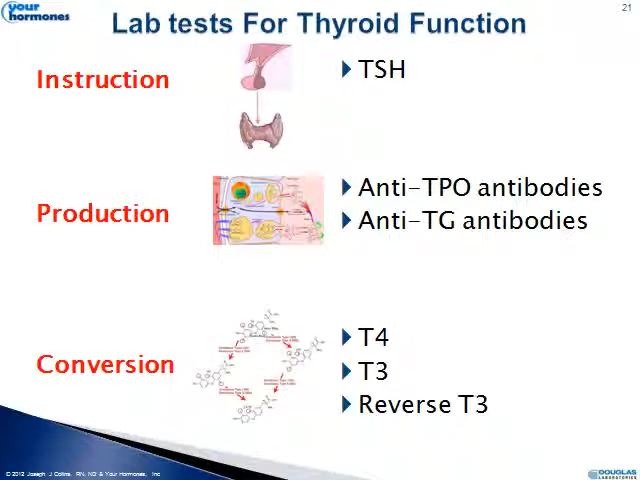 your
hormones
21
Lab tests For Thyroid Function
Instruction
TSH
Production
Anti-TPO antibodies
Anti-TG antibodies
Conversion
T4
T3
Reverse T3
© 2012 Joseph. J Collins, RN, ND & Your Hormones, Inc
DOUGLAS
LABORATORIES